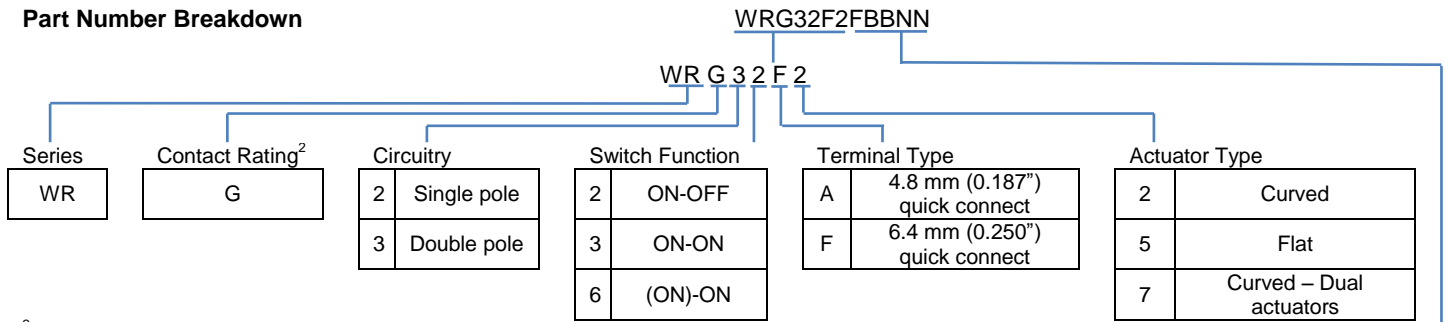 Part Number Breakdown
WRG32F2FBBNN
WR G 3 2 F 2
Series
WR
Contact Rating2
G
Circuitry
2 Single pole
3 Double pole
Switch Function
2 ON-OFF
3 ON-ON
6 (ON)-ON
Terminal Type
A 4.8 mm (0.187”)
quick connect
F 6.4 mm (0.250”)
quick connect
Actuator Type
2 Curved
5 Flat
7 Curved – Dual
actuators